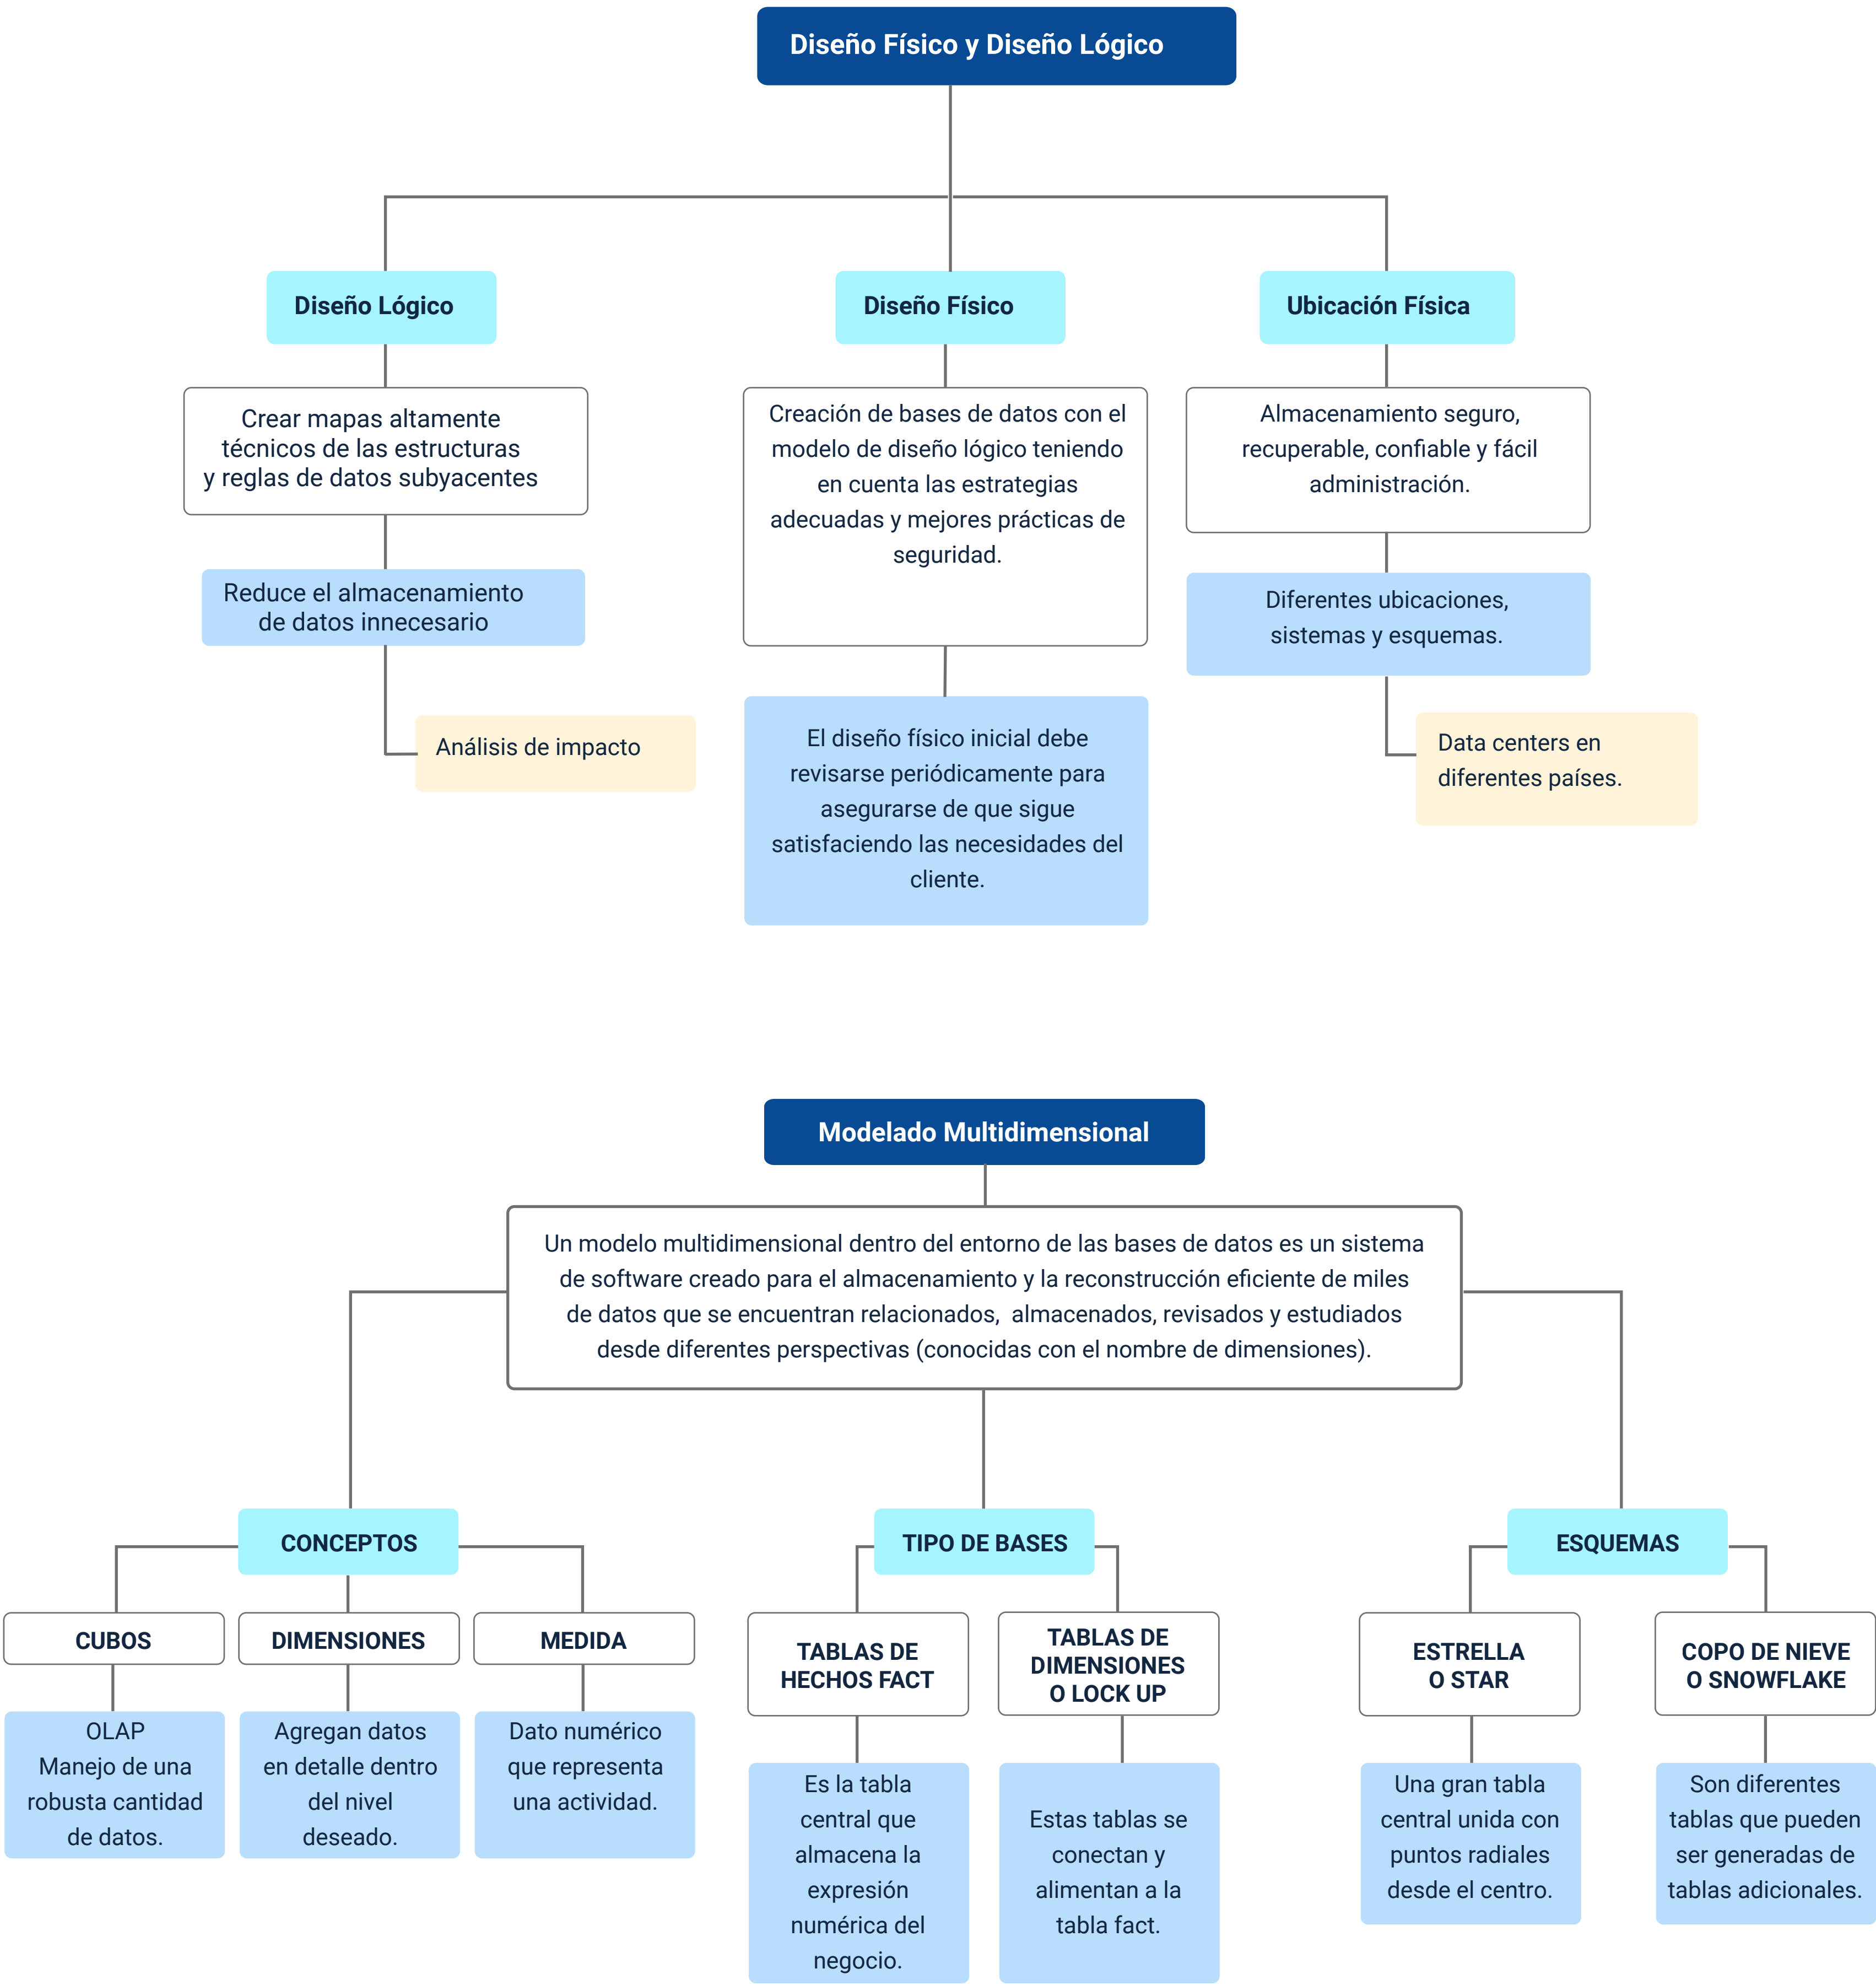 Diseño Físico y Diseño Lógico
Diseño Lógico
Crear mapas altamente
técnicos de las estructuras
y reglas de datos subyacentes
Reduce el almacenamiento
de datos innecesario
Análisis de impacto
Diseño Físico
Creación de bases de datos con el
modelo de diseño lógico teniendo
en cuenta las estrategias
adecuadas y mejores prácticas de
seguridad.
El diseño físico inicial debe
revisarse periódicamente para
asegurarse de que sigue
satisfaciendo las necesidades del
cliente.
Ubicación Física
Almacenamiento seguro,
recuperable, confiable y fácil
administración.
Diferentes ubicaciones,
sistemas y esquemas.
Data centers en
diferentes países.
Modelado Multidimensional
Un modelo multidimensional dentro del entorno de las bases de datos es un sistema
de software creado para el almacenamiento y la reconstrucción eficiente de miles
de datos que se encuentran relacionados, almacenados, revisados y estudiados
desde diferentes perspectivas (conocidas con el nombre de dimensiones).
CONCEPTOS
CUBOS
OLAP
Manejo de una
robusta cantidad
de datos.
DIMENSIONES
Agregan datos
en detalle dentro
del nivel
deseado.
MEDIDA
Dato numérico
que representa
una actividad.
TIPO DE BASES
TABLAS DE
HECHOS FACT
Es la tabla
central que
almacena la
expresión
numérica del
negocio.
TABLAS DE
DIMENSIONES
O LOCK UP
Estas tablas se
conectan y
alimentan a la
tabla fact.
ESQUEMAS
ESTRELLA
O STAR
Una gran tabla
central unida con
puntos radiales
desde el centro.
COPO DE NIEVE
O SNOWFLAKE
Son diferentes
tablas que pueden
ser generadas de
tablas adicionales.